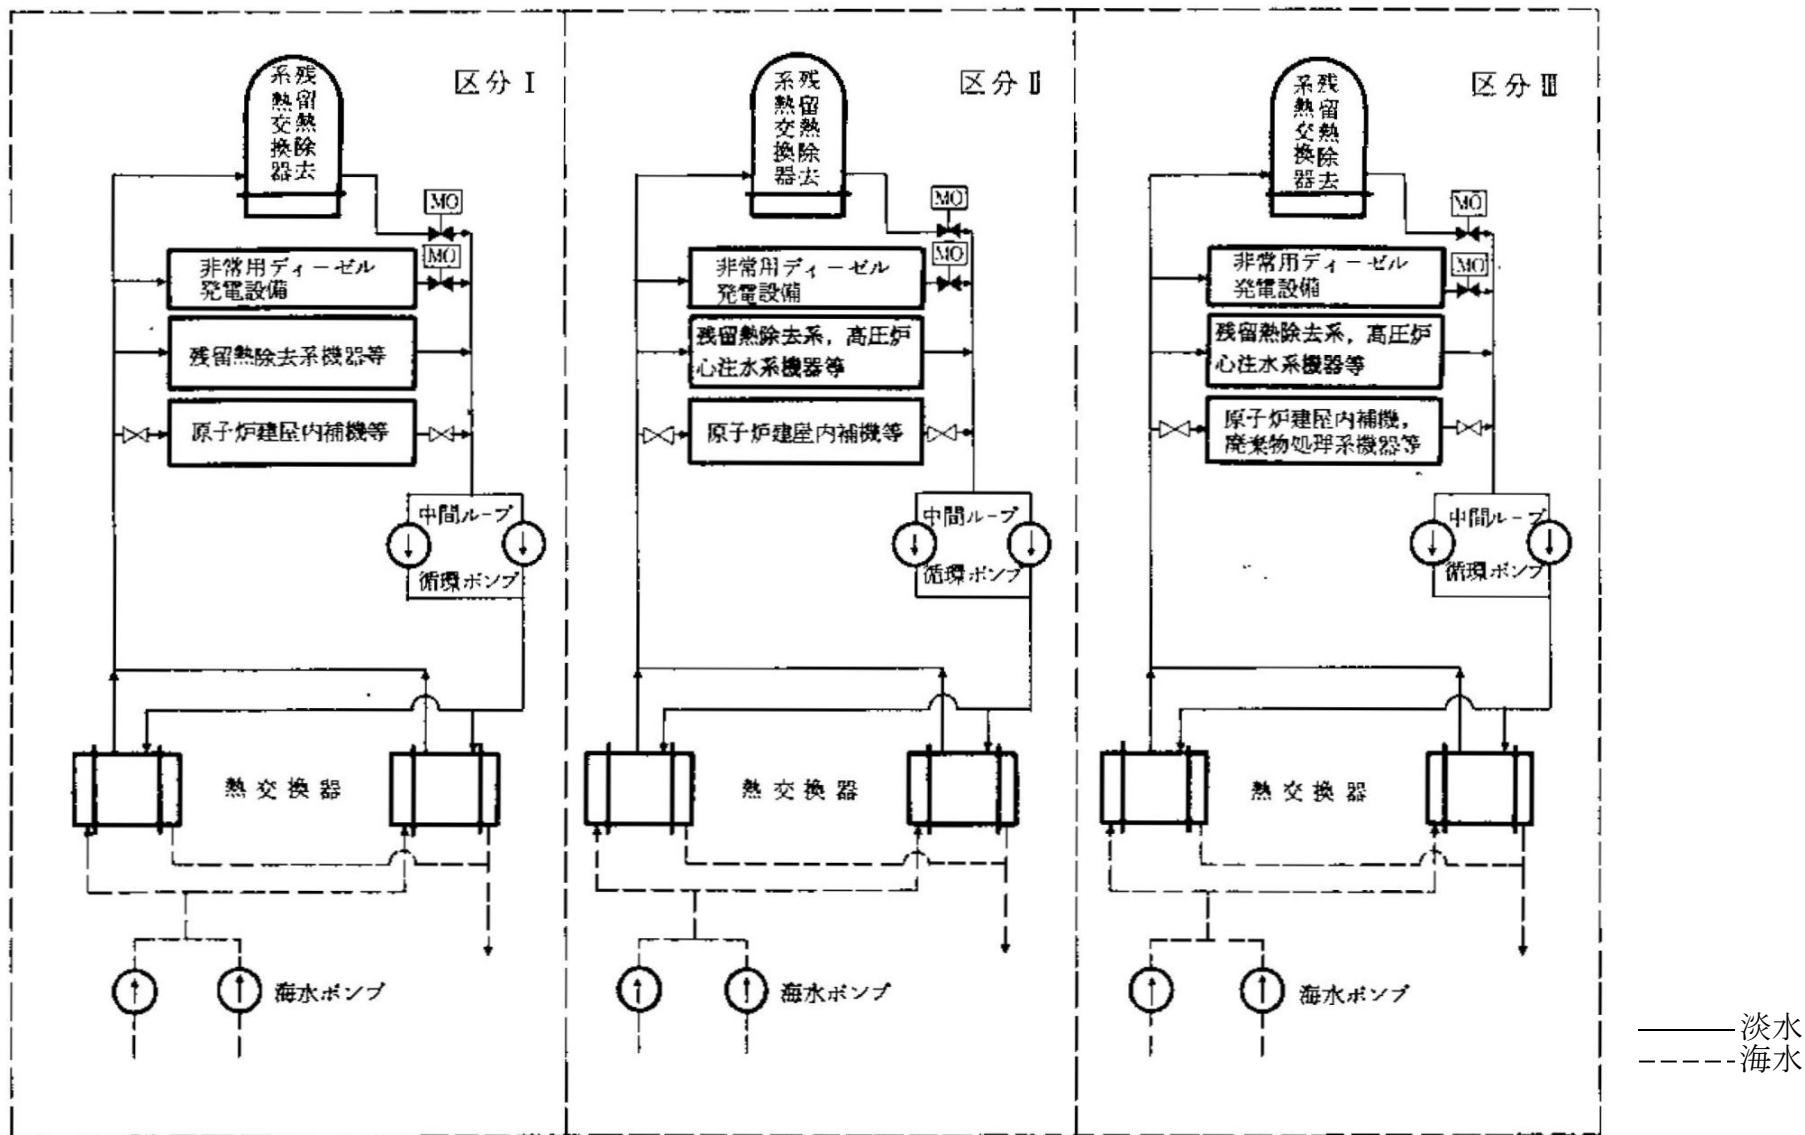 区分Ⅰ
残留熱除去
系熱交換器
MO
MO
非常用ディーゼル
発電設備
残留熱除去系機器等
原子炉建屋内補機等
中間ループ
循環ポンプ
熱交換器
海水ポンプ
区分Ⅱ
残留熱除去
系熱交換器
MO
MO
非常用ディーゼル
発電設備
残留熱除去系，高圧炉
心注水系機器等
原子炉建屋内補機等
中間ループ
循環ポンプ
熱交換器
海水ポンプ
区分Ⅲ
残留熱除去
系熱交換器
MO
MO
非常用ディーゼル
発電設備
残留熱除去系，高圧炉
心注水系機器等
原子炉建屋内補機，
廃棄物処理系機器等
中間ループ
循環ポンプ
熱交換器
海水ポンプ
淡水
海水